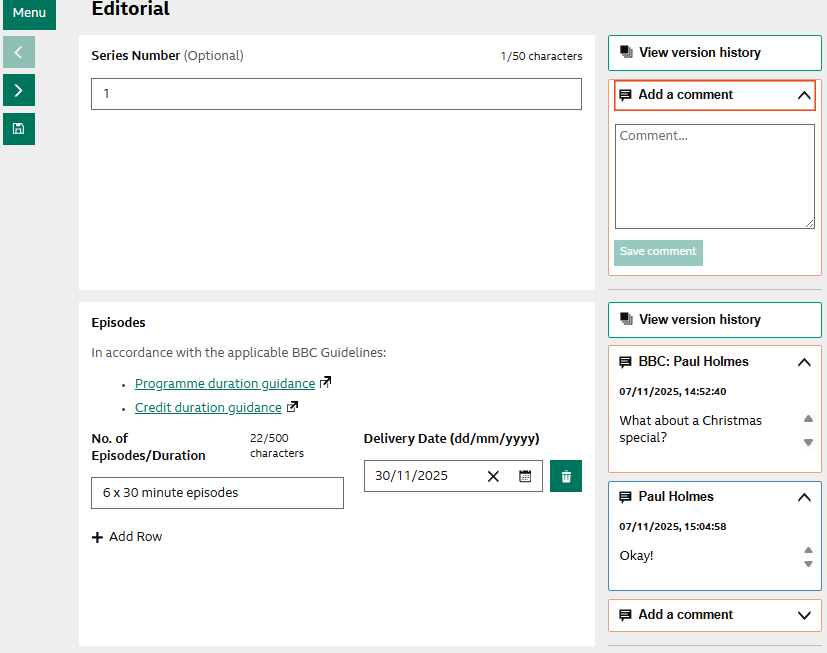 Menu
Editorial
Series Number (Optional)
1/50 characters
1
View version history
Add a comment
Comment...
Save comment
Episodes
In accordance with the applicable BBC Guidelines:
Programme duration guidance
Credit duration guidance
No. of
Episodes/Duration
22/500
characters
Delivery Date (dd/mm/yyyy)
6 x 30 minute episodes
30/11/2025
Add Row
View version history
BBC: Paul Holmes
07/11/2025, 14:52:40
What about a Christmas
special?
Paul Holmes
07/11/2025, 15:04:58
Okay!
Add a comment